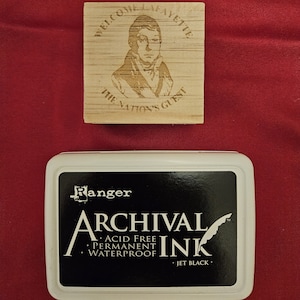 WELCOME LAFAYETTE
THE NATION'S GUEST
Ranger
ARCHIVAL
INK
• ACID FREE
• PERMANENT
WATERPROOF
• JET BLACK •